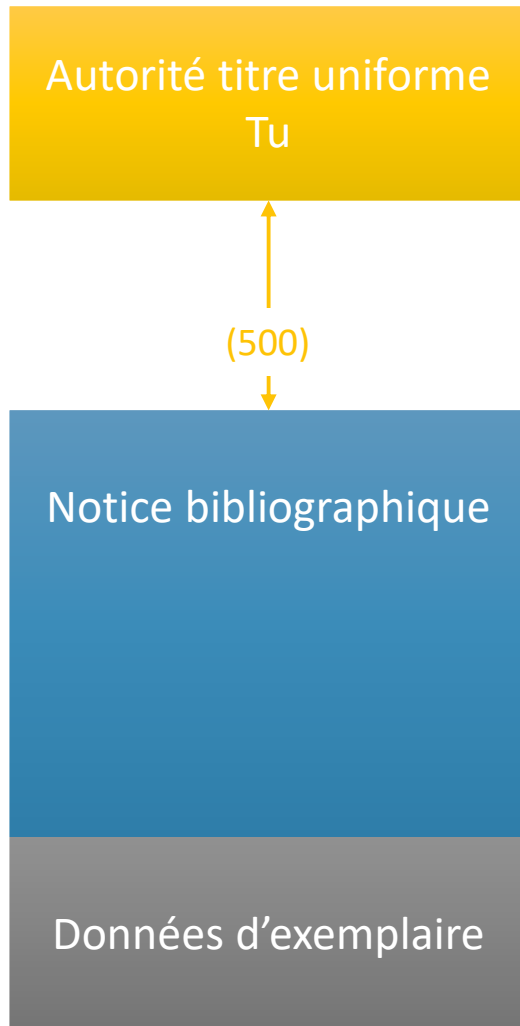 Autorité titre uniforme
Tu
(500)
Notice bibliographique
Données d’exemplaire